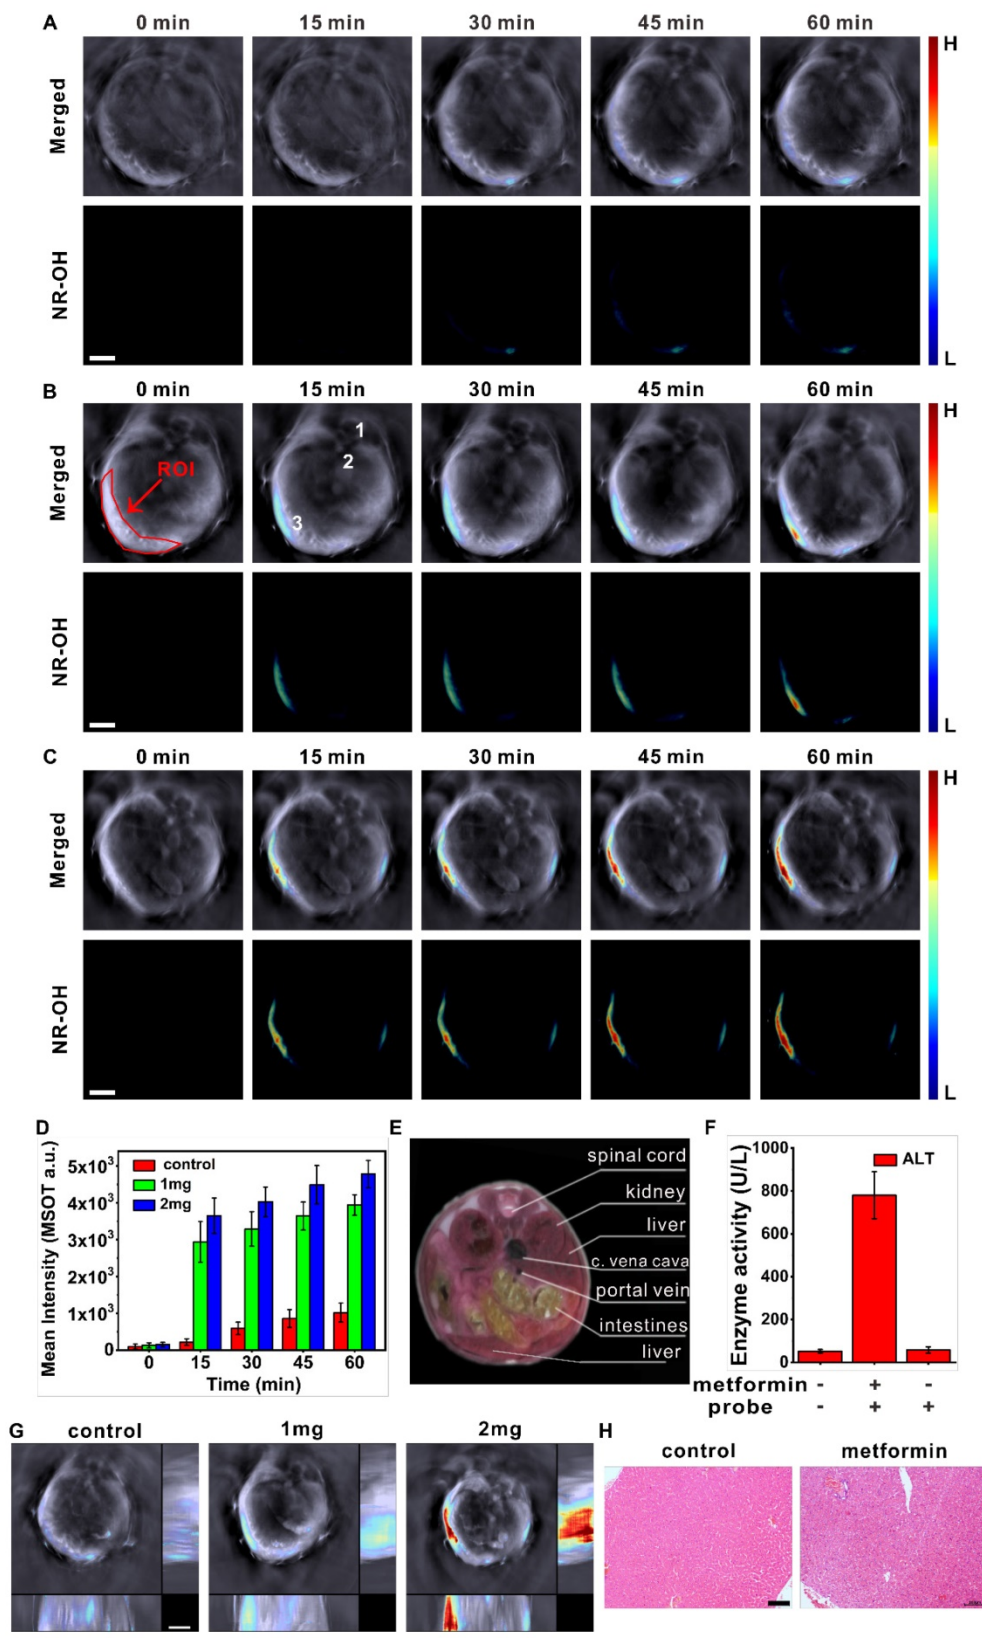 A
0 min 15 min 30 min 45 min 60 min
Merged
H
NR-OH
L
B
0 min 15 min 30 min 45 min 60 min
Merged
ROI
1
2
3
H
NR-OH
L
C
0 min 15 min 30 min 45 min 60 min
Merged
H
NR-OH
L
D
Mean Intensity (MSOT a.u.)
5x10³
4x10³
3x10³
2x10³
1x10³
0
control
1mg
2mg
0 15 30 45 60
Time (min)
E
spinal cord
kidney
liver
c. vena cava
portal vein
intestines
liver
F
Enzyme activity (U/L)
1000
800
600
400
200
0
ALT
metformin - + -
probe - + +
G
control 1mg 2mg
H
control metformin